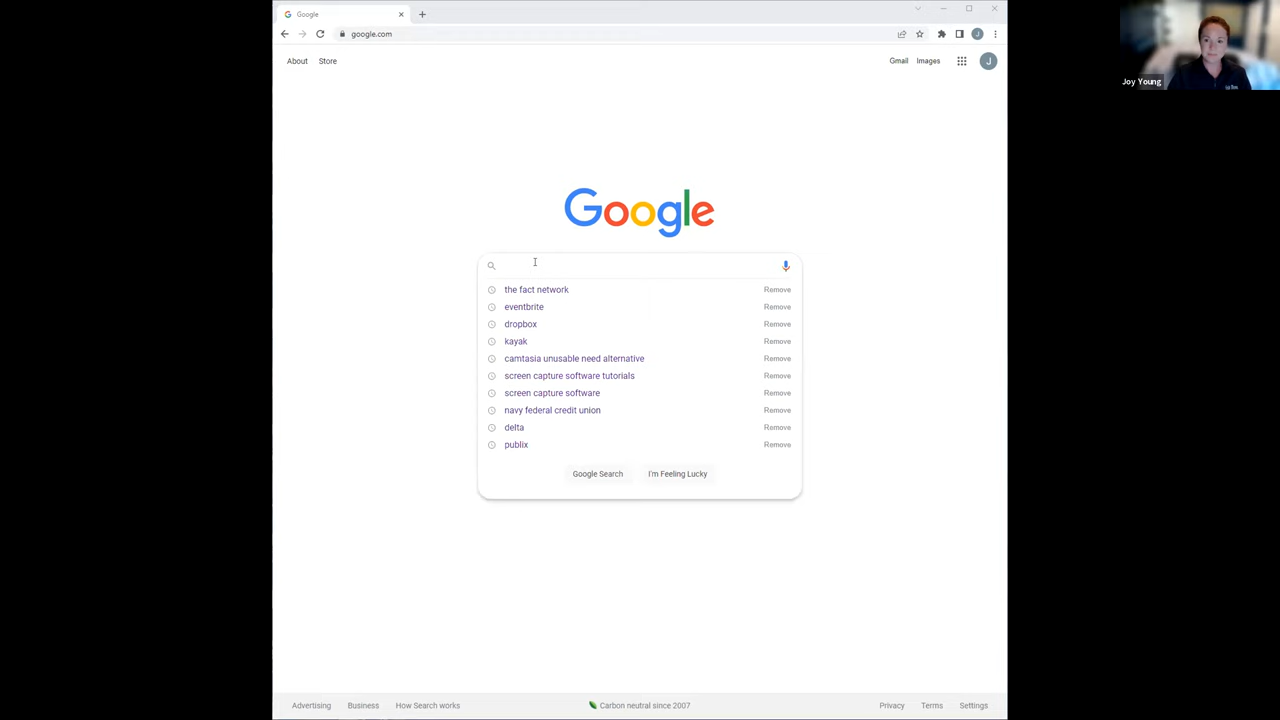 Google
google.com
About Store Gmail Images J
Google
the fact network Remove
eventbrite Remove
dropbox Remove
kayak Remove
camtasia unusable need alternative Remove
screen capture software tutorials Remove
screen capture software Remove
navy federal credit union Remove
delta Remove
publix Remove
Google Search I'm Feeling Lucky
Advertising Business How Search works Carbon neutral since 2007 Privacy Terms Settings
Joy Young